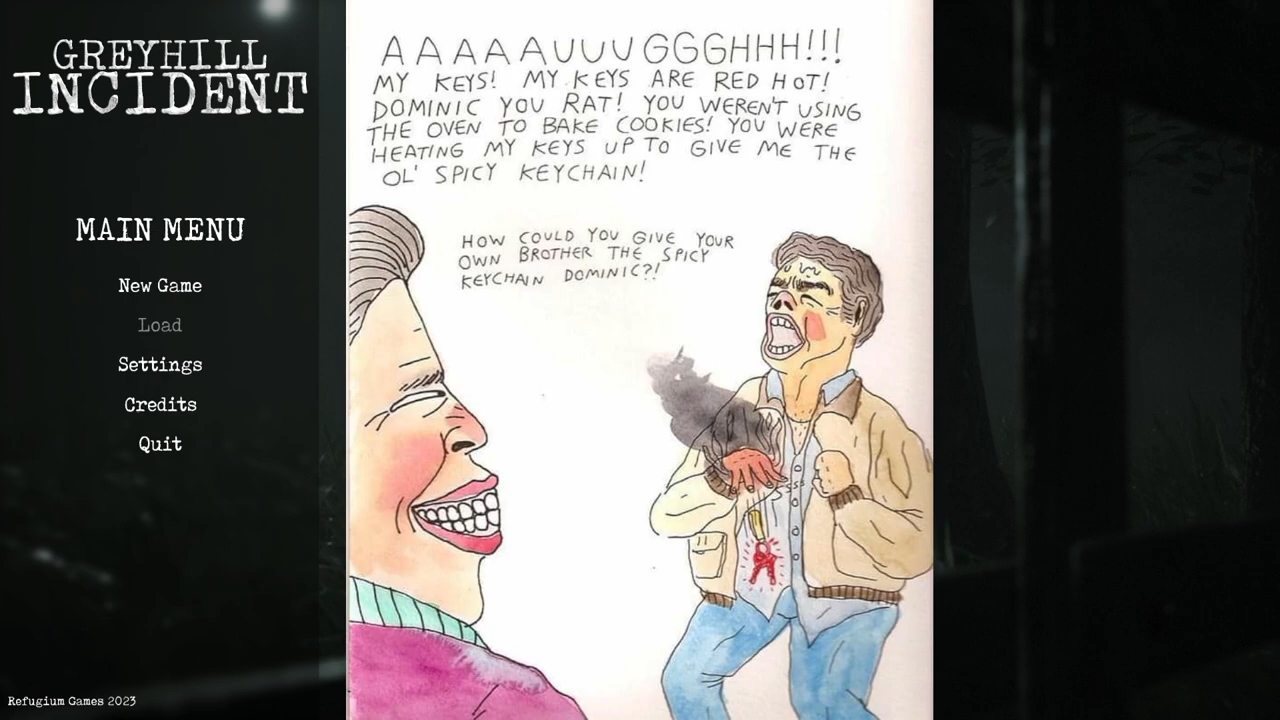 GREYHILL
INCIDENT
MAIN MENU
New Game
Load
Settings
Credits
Quit
Refugium Games 2023
AAAAAUUUGGGHHH!!!
MY KEYS! MY KEYS ARE RED HOT!
DOMINIC YOU RAT! YOU WEREN'T USING
THE OVEN TO BAKE COOKIES! YOU WERE
HEATING MY KEYS UP TO GIVE ME THE
OL' SPICY KEYCHAIN!
HOW COULD YOU GIVE YOUR
OWN BROTHER THE SPICY
KEYCHAIN DOMINIC?!